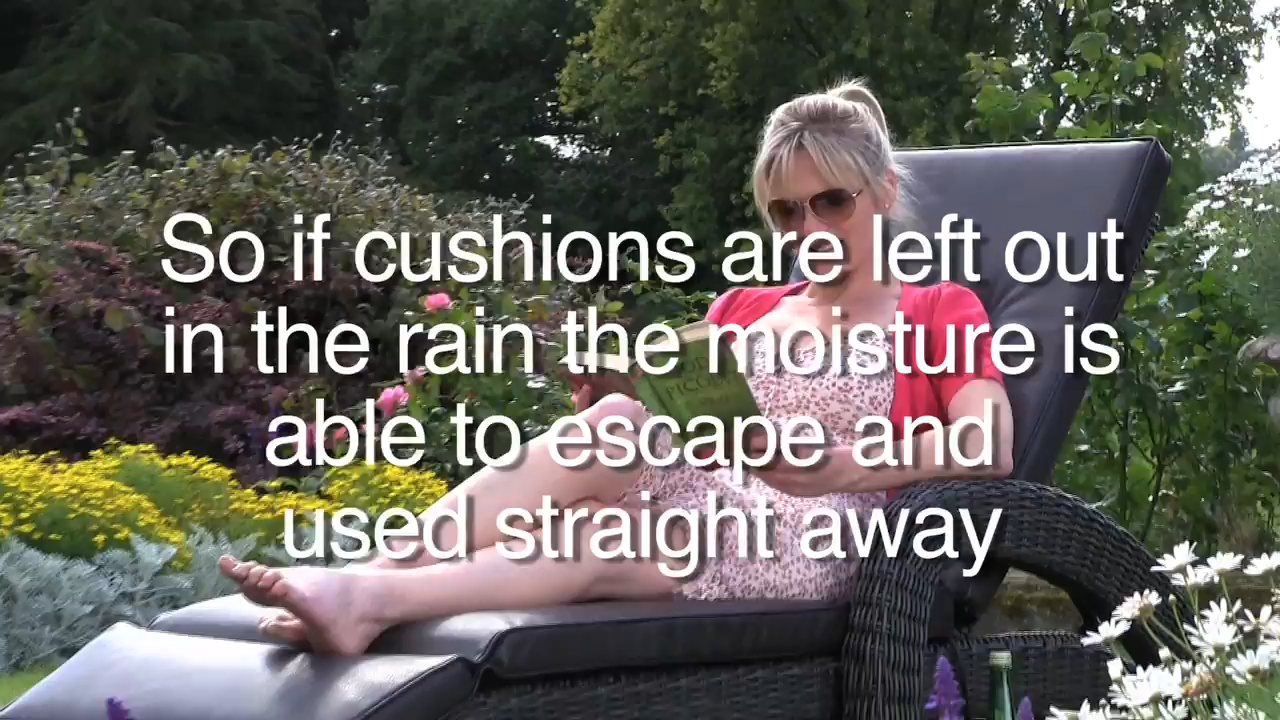 So if cushions are left out
in the rain the moisture is
able to escape and
used straight away